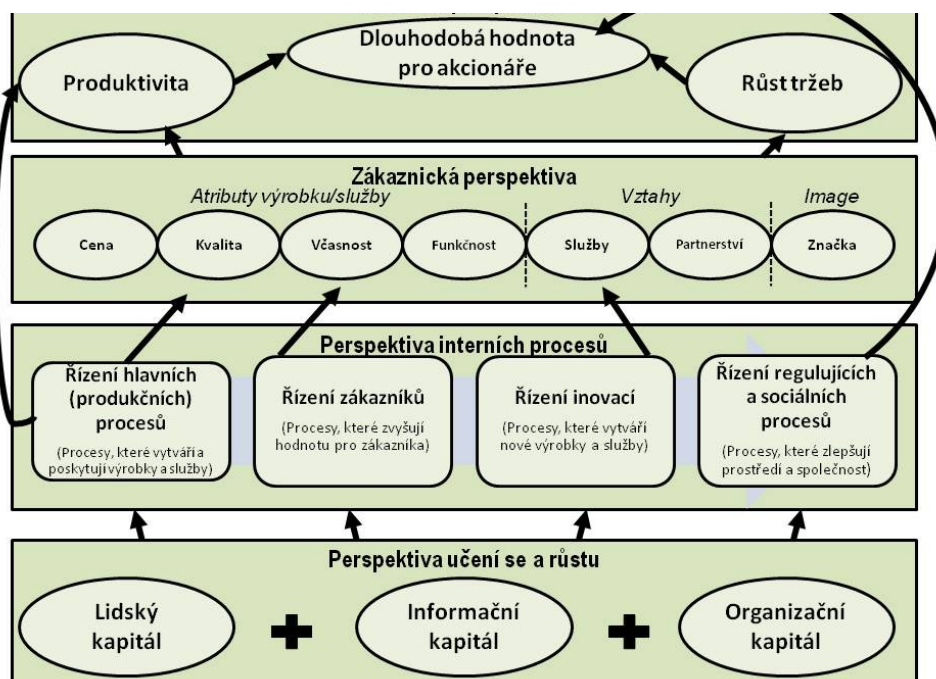 Dlouhodobá hodnota
pro akcionáře
Produktivita
Růst tržeb
Zákaznická perspektiva
Atributy výrobku/služby
Vztahy
Image
Cena
Kvalita
Včasnost
Funkčnost
Služby
Partnerství
Značka
Perspektiva interních procesů
Řízení hlavních
(produkčních)
procesů
(Procesy, které vytváří a
poskytují výrobky a služby)
Řízení zákazníků
(Procesy, které zvyšují
hodnotu pro zákazníka)
Řízení inovací
(Procesy, které vytváří
nové výrobky a služby)
Řízení regulujících
a sociálních
procesů
(Procesy, které zlepšují
prostředí a společnost)
Perspektiva učení se a růstu
Lidský
kapitál
Informační
kapitál
Organizační
kapitál